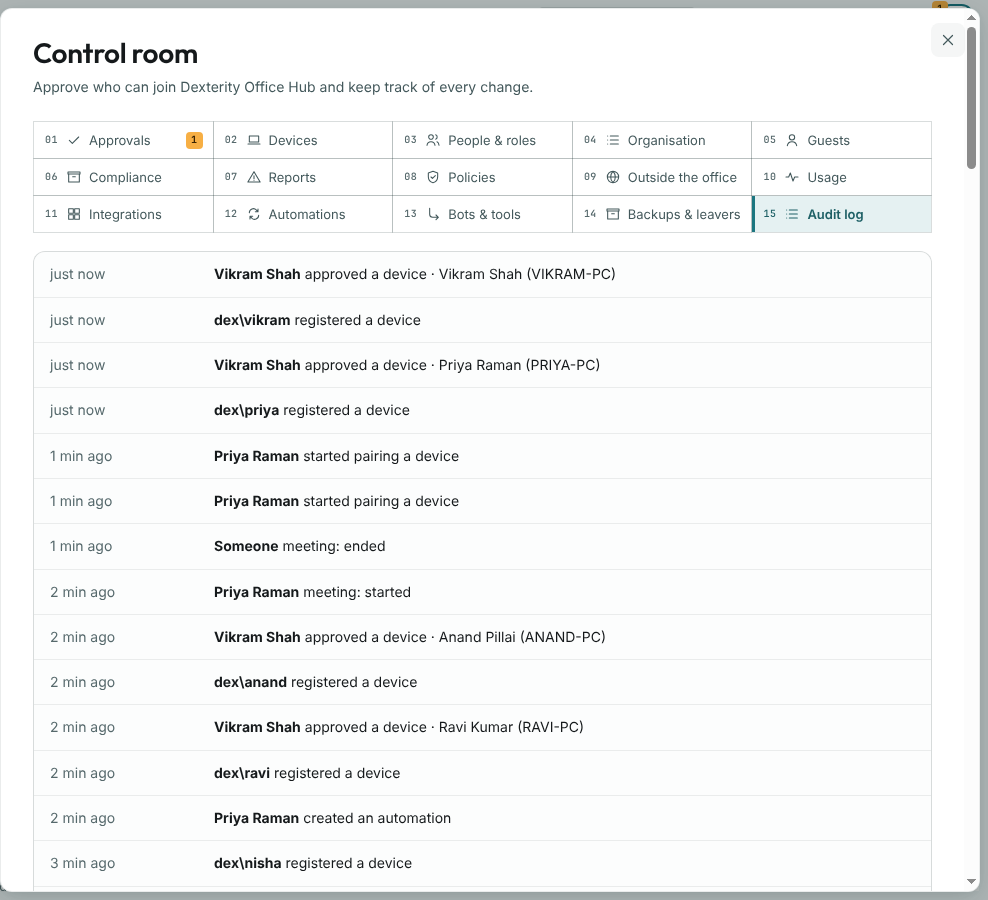 Control room
Approve who can join Dexterity Office Hub and keep track of every change.
01 Approvals 1
02 Devices
03 People & roles
04 Organisation
05 Guests
06 Compliance
07 Reports
08 Policies
09 Outside the office
10 Usage
11 Integrations
12 Automations
13 Bots & tools
14 Backups & leavers
15 Audit log
just now Vikram Shah approved a device · Vikram Shah (VIKRAM-PC)
just now dex\vikram registered a device
just now Vikram Shah approved a device · Priya Raman (PRIYA-PC)
just now dex\priya registered a device
1 min ago Priya Raman started pairing a device
1 min ago Priya Raman started pairing a device
1 min ago Someone meeting: ended
2 min ago Priya Raman meeting: started
2 min ago Vikram Shah approved a device · Anand Pillai (ANAND-PC)
2 min ago dex\anand registered a device
2 min ago Vikram Shah approved a device · Ravi Kumar (RAVI-PC)
2 min ago dex\ravi registered a device
2 min ago Priya Raman created an automation
3 min ago dex\nisha registered a device